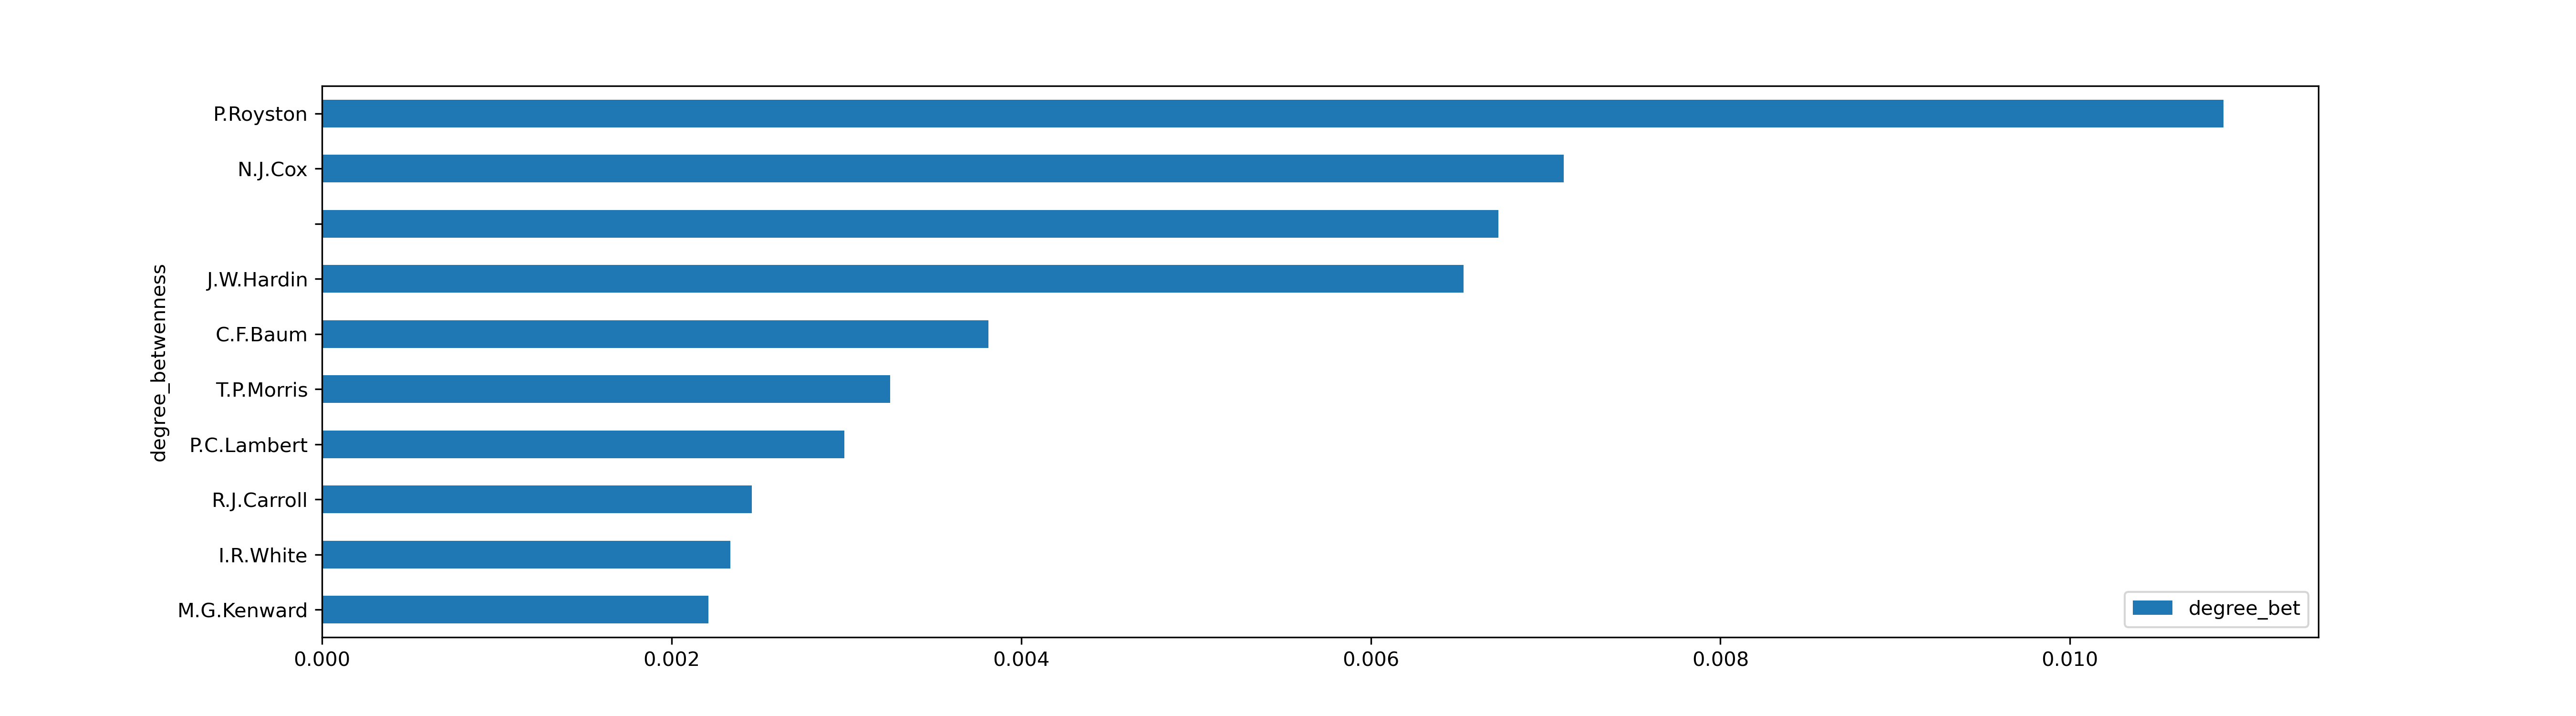 P.Royston
N.J.Cox
J.W.Hardin
C.F.Baum
T.P.Morris
P.C.Lambert
R.J.Carroll
I.R.White
M.G.Kenward
degree_betwenness
0.000 0.002 0.004 0.006 0.008 0.010
degree_bet